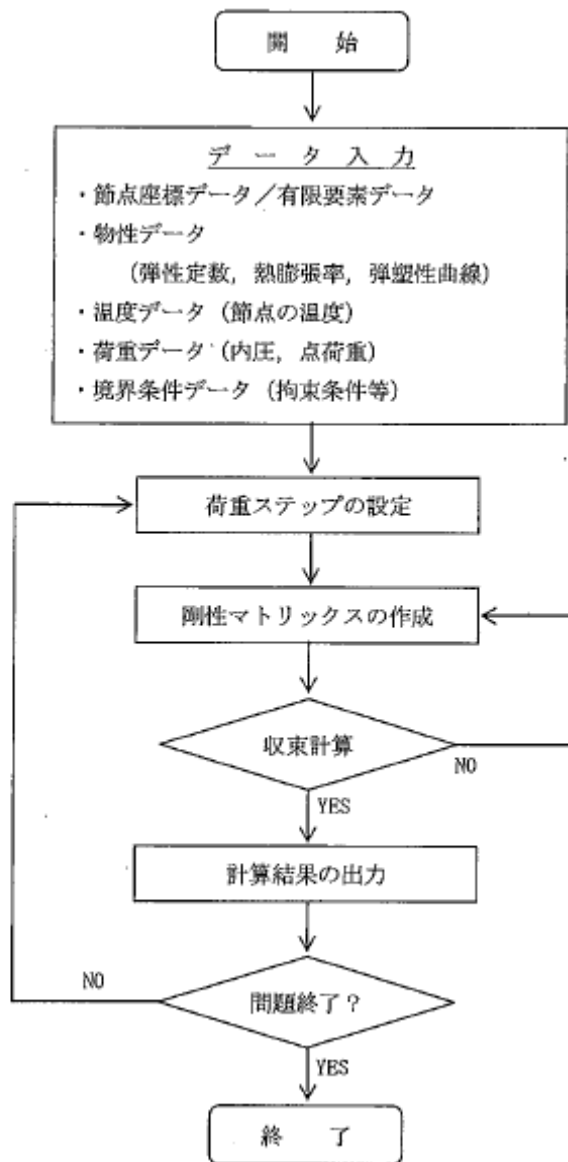 開 始
デ ー タ 入 力
・節点座標データ／有限要素データ
・物性データ
(弾性定数, 熱膨張率, 弾塑性曲線)
・温度データ (節点の温度)
・荷重データ (内圧, 点荷重)
・境界条件データ (拘束条件等)
荷重ステップの設定
剛性マトリックスの作成
収束計算
NO
YES
計算結果の出力
NO
問題終了？
YES
終 了